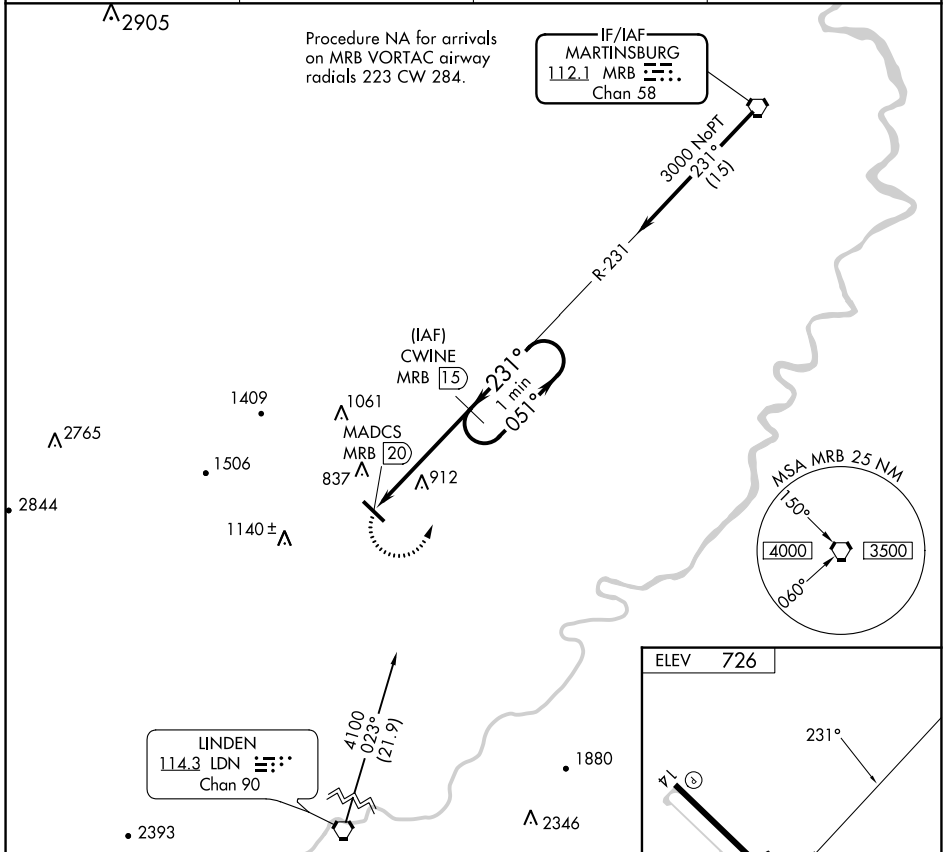 2905
Procedure NA for arrivals
on MRB VORTAC airway
radials 223 CW 284.
IF/IAF
MARTINSBURG
112.1 MRB
Chan 58
3000 NoPT
231°
(15)
R-231
(IAF)
CWINE
MRB 15
231°
1 min
051°
1409
1061
MADCS
MRB 20
2765
1506
837
912
2844
1140 ±
MSA MRB 25 NM
150°
4000
3500
060°
ELEV 726
231°
14
P
4100
023°
(21.9)
LINDEN
114.3 LDN
Chan 90
1880
2346
2393